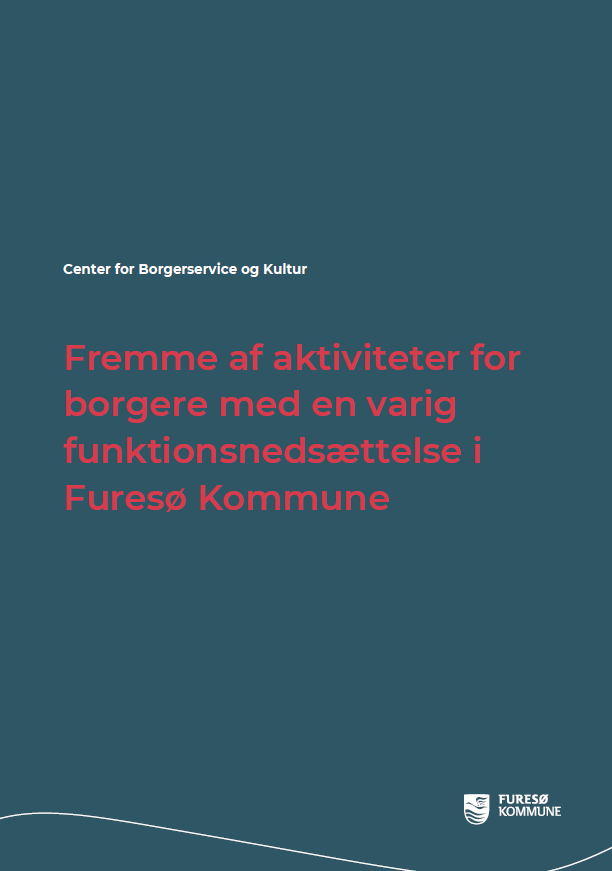 Center for Borgerservice og Kultur
Fremme af aktiviteter for
borgere med en varig
funktionsnedsættelse i
Furesø Kommune
FURESØ
KOMMUNE